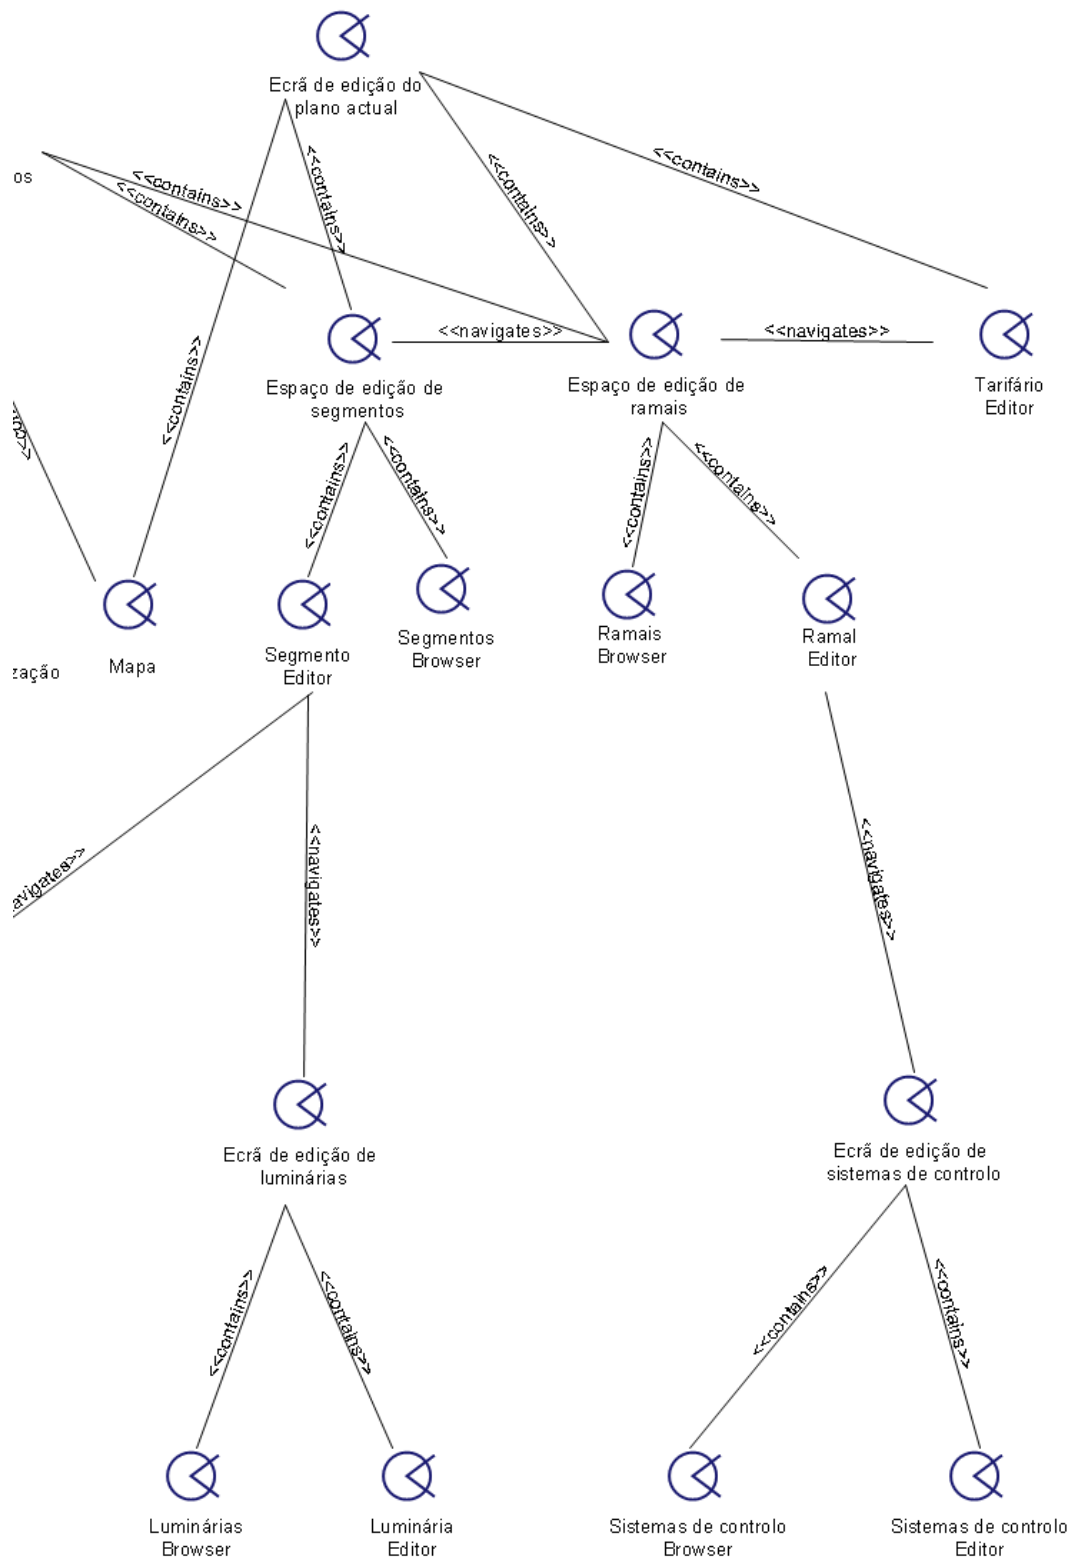 Ecrã de edição do
plano actual
os
<<contains>>
<<contains>>
<<contains>>
<<contains>>
<<contains>>
<<contains>>
<<navigates>>
<<navigates>>
Espaço de edição de
segmentos
Espaço de edição de
ramais
Tarifário
Editor
<<contains>>
<<contains>>
<<contains>>
<<contains>>
zação
Mapa
Segmento
Editor
Segmentos
Browser
Ramais
Browser
Ramal
Editor
avigates>>
<<navigates>>
<<navigates>>
Ecrã de edição de
luminárias
Ecrã de edição de
sistemas de controlo
<<contains>>
<<contains>>
<<contains>>
<<contains>>
Luminárias
Browser
Luminária
Editor
Sistemas de controlo
Browser
Sistemas de controlo
Editor